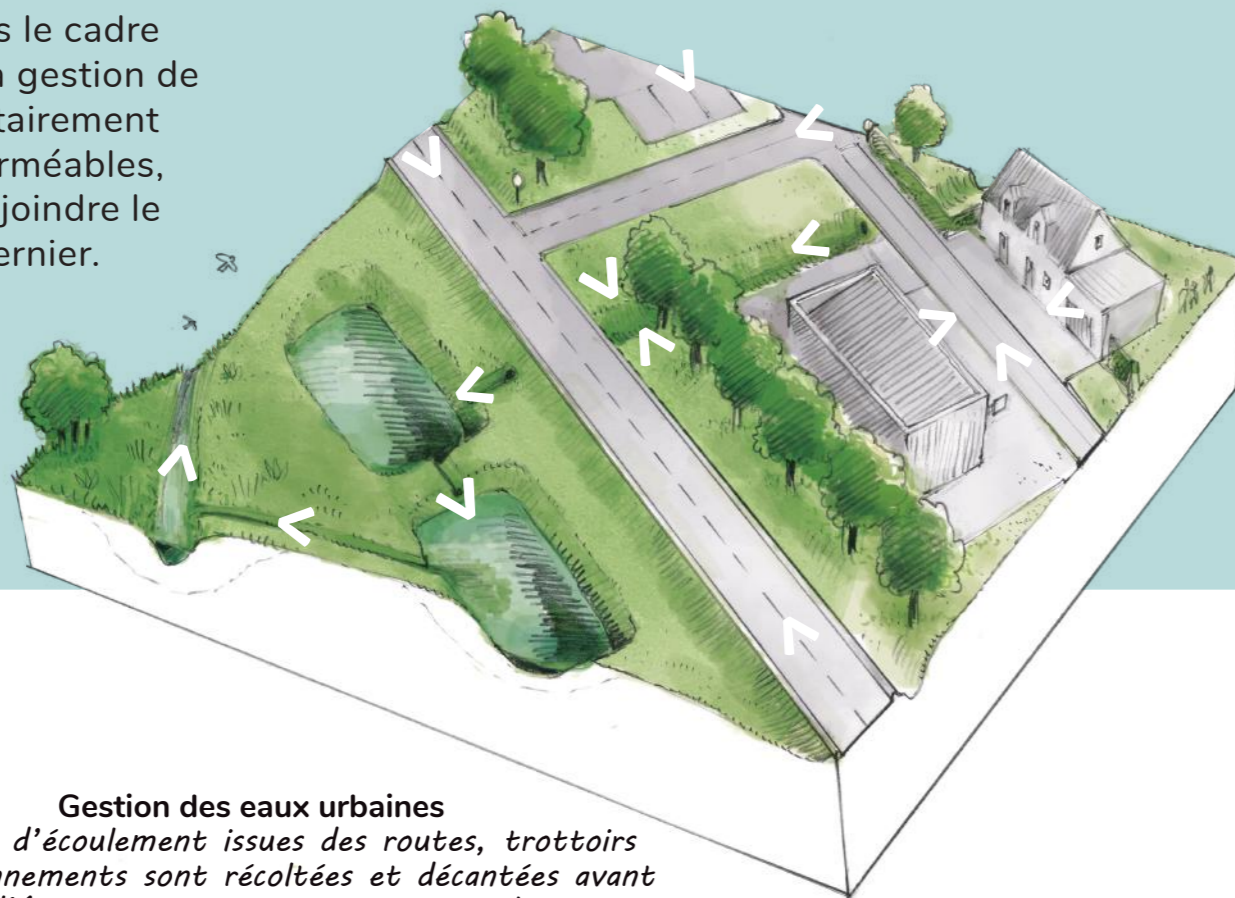 s le cadre
a gestion de
tairement
rméables,
joindre le
ernier.
Gestion des eaux urbaines
d'écoulement issues des routes, trottoirs
nnements sont récoltées et décantées avant